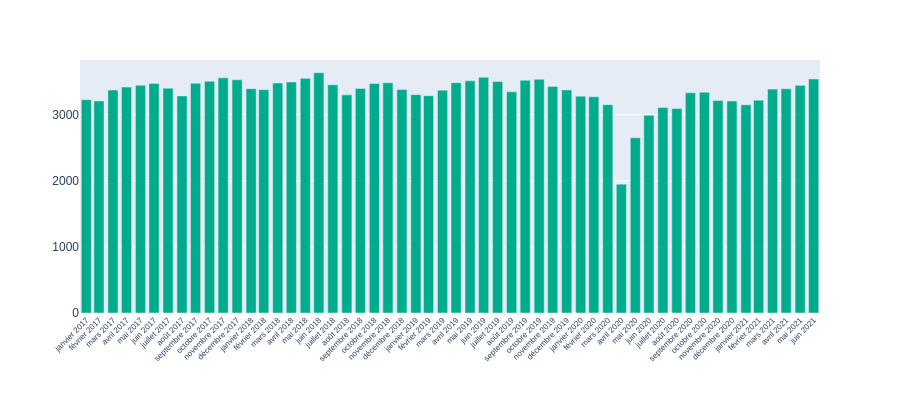 3000
2000
1000
0
janvier 2017
février 2017
mars 2017
avril 2017
mai 2017
juin 2017
juillet 2017
août 2017
septembre 2017
octobre 2017
novembre 2017
décembre 2017
janvier 2018
février 2018
mars 2018
avril 2018
mai 2018
juin 2018
juillet 2018
août 2018
septembre 2018
octobre 2018
novembre 2018
décembre 2018
janvier 2019
février 2019
mars 2019
avril 2019
mai 2019
juin 2019
juillet 2019
août 2019
septembre 2019
octobre 2019
novembre 2019
décembre 2019
janvier 2020
février 2020
mars 2020
avril 2020
mai 2020
juin 2020
juillet 2020
août 2020
septembre 2020
octobre 2020
novembre 2020
décembre 2020
janvier 2021
février 2021
mars 2021
avril 2021
mai 2021
juin 2021